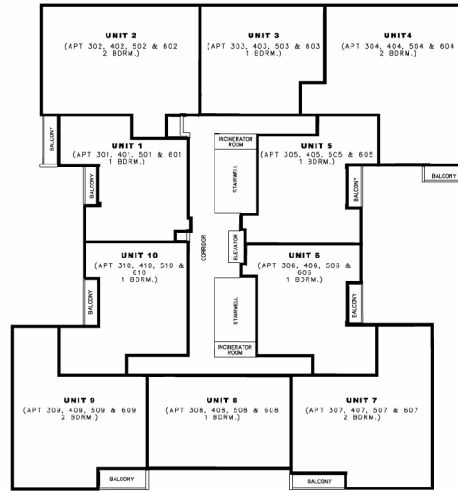 UNIT 2
(APT 302, 402, 502 & 602
2 BDRM.)
UNIT 3
(APT 303, 403, 503 & 603
1 BDRM.)
UNIT4
(APT 304, 404, 504 & 604
2 BDRM.)
INCINERATOR
ROOM
BALCONY
UNIT 1
(APT 301, 401, 501 & 601
1 BDRM.)
UNIT 5
(APT 305, 405, 505 & 605
1 BDRM.)
STAIRWELL
BALCONY
BALCONY
BALCONY
CORRIDOR
ELEVATOR
UNIT 10
(APT 310, 410, 510 &
610
1 BDRM.)
UNIT 6
(APT 306, 406, 506 &
606
1 BDRM.)
BALCONY
STAIRWELL
BALCONY
INCINERATOR
ROOM
UNIT 9
(APT 309, 409, 509 & 609
2 BDRM.)
UNIT 8
(APT 308, 408, 508 & 608
1 BDRM.)
UNIT 7
(APT 307, 407, 507 & 607
2 BDRM.)
BALCONY
BALCONY